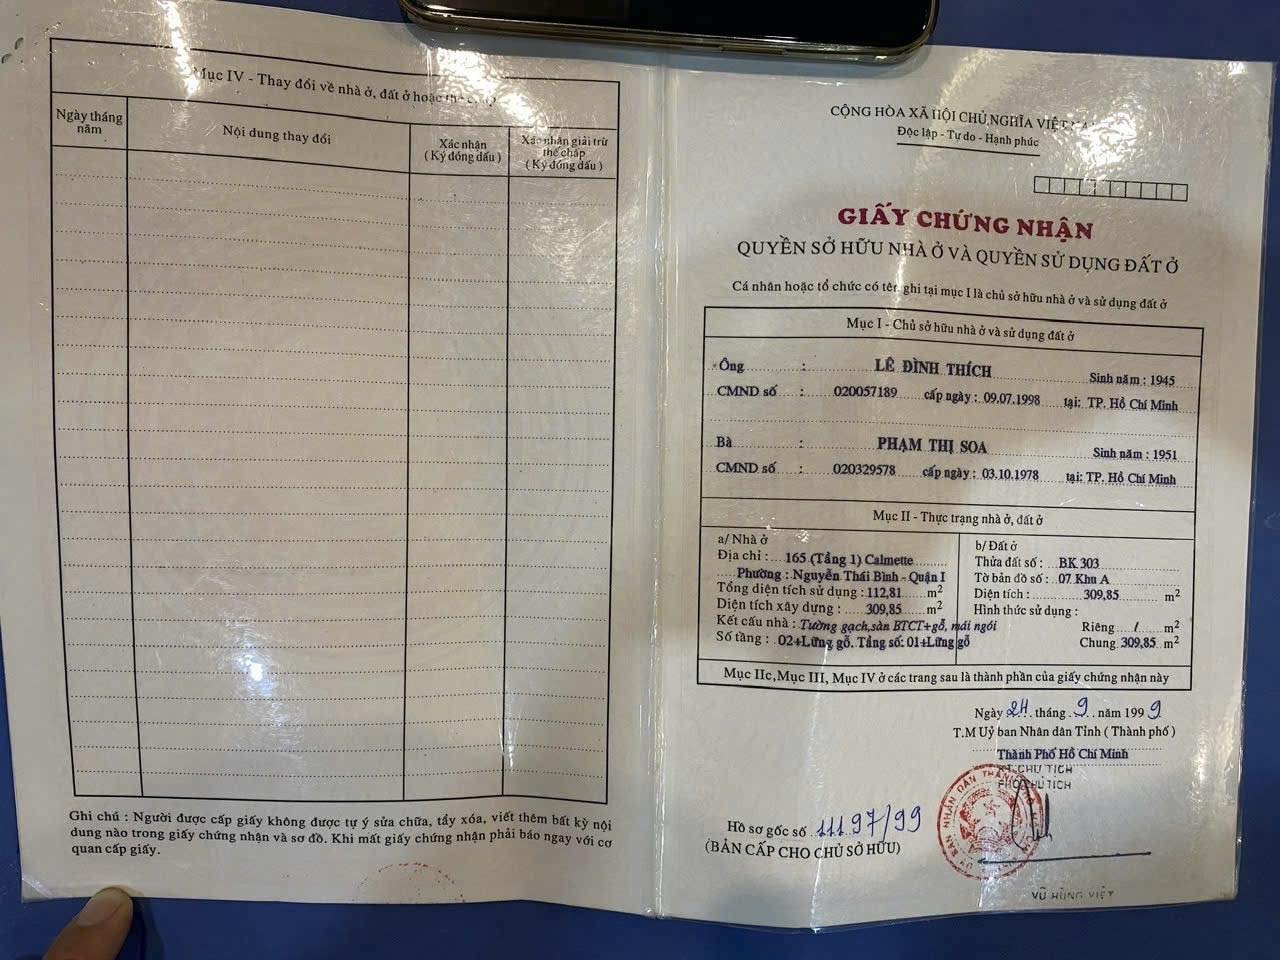 Mục IV - Thay đổi về nhà ở, đất ở hoặc thế chấp
Ngày tháng năm
Nội dung thay đổi
Xác nhận
(Ký đóng dấu)
Xác nhận giải trừ
thế chấp
(Ký đóng dấu)
Ghi chú : Người được cấp giấy không được tự ý sửa chữa, tẩy xóa, viết thêm bất kỳ nội
dung nào trong giấy chứng nhận và sơ đồ. Khi mất giấy chứng nhận phải báo ngay với cơ
quan cấp giấy.
CỘNG HÒA XÃ HỘI CHỦ NGHĨA VIỆT NAM
Độc lập - Tự do - Hạnh phúc
GIẤY CHỨNG NHẬN
QUYỀN SỞ HỮU NHÀ Ở VÀ QUYỀN SỬ DỤNG ĐẤT Ở
Cá nhân hoặc tổ chức có tên ghi tại mục I là chủ sở hữu nhà ở và sử dụng đất ở
Mục I - Chủ sở hữu nhà ở và sử dụng đất ở
Ông : LÊ ĐÌNH THÍCH Sinh năm : 1945
CMND số : 020057189 cấp ngày : 09.07.1998 tại: TP. Hồ Chí Minh
Bà : PHẠM THỊ SOA Sinh năm : 1951
CMND số : 020329578 cấp ngày : 03.10.1978 tại: TP. Hồ Chí Minh
Mục II - Thực trạng nhà ở, đất ở
a/ Nhà ở
Địa chỉ : 165 (Tầng 1) Calmette
Phường : Nguyễn Thái Bình - Quận I
Tổng diện tích sử dụng : 112,81 m2
Diện tích xây dựng : 309,85 m2
Kết cấu nhà : Tường gạch,sàn BTCT+gỗ, mái ngói
Số tầng : 02+Lửng gỗ. Tầng số: 01+Lửng gỗ
b/ Đất ở
Thửa đất số : BK 303
Tờ bản đồ số : 07 Khu A
Diện tích : 309,85 m2
Hình thức sử dụng :
Riêng / m2
Chung 309,85 m2
Mục IIc,Mục III, Mục IV ở các trang sau là thành phần của giấy chứng nhận này
Ngày 24 tháng 9 năm 1999
T.M Uỷ ban Nhân dân Tỉnh ( Thành phố )
Thành Phố Hồ Chí Minh
KT CHỦ TỊCH
PHÓ CHỦ TỊCH
Hồ sơ gốc số 11197/99
(BẢN CẤP CHO CHỦ SỞ HỮU)
VŨ HÙNG VIỆT